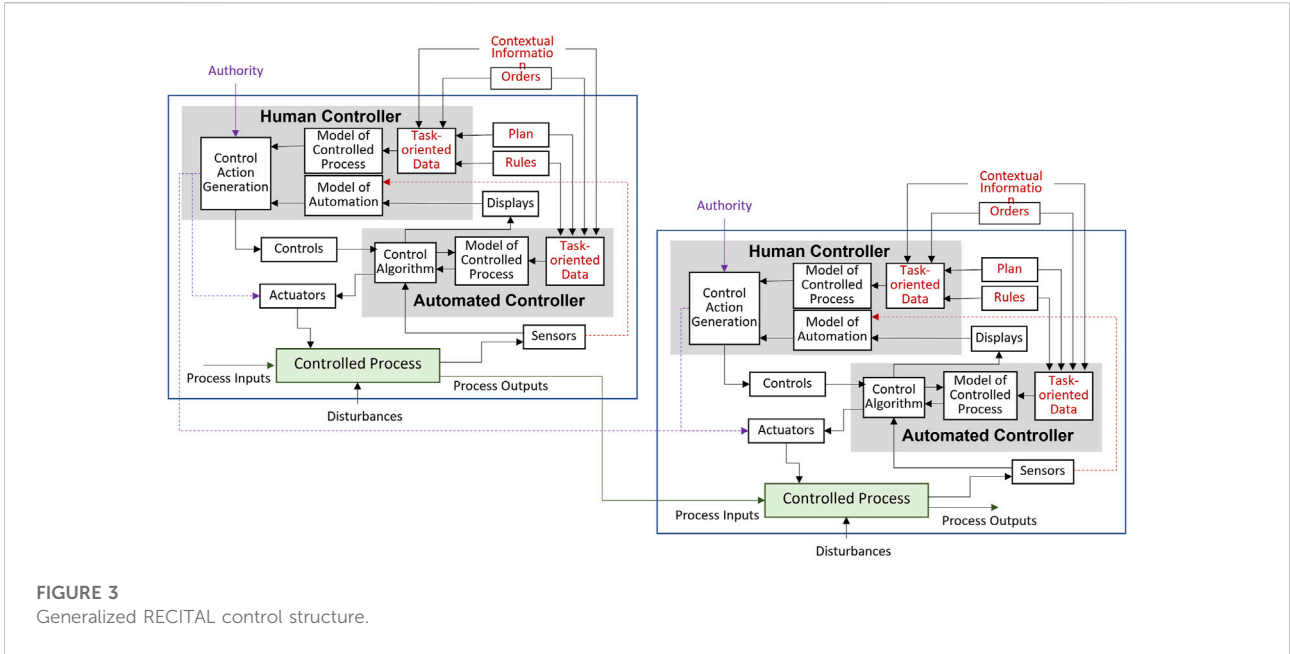 Contextual
Informatio
n
Orders
Authority
Human Controller
Control
Action
Generation
Model of
Controlled
Process
Task-
oriented
Data
Plan
Rules
Model of
Automation
Displays
Controls
Control
Algorithm
Model of
Controlled
Process
Task-
oriented
Data
Automated Controller
Actuators
Sensors
Controlled Process
Process Inputs
Process Outputs
Disturbances
Contextual
Informatio
n
Orders
Authority
Human Controller
Control
Action
Generation
Model of
Controlled
Process
Task-
oriented
Data
Plan
Rules
Model of
Automation
Displays
Controls
Control
Algorithm
Model of
Controlled
Process
Task-
oriented
Data
Automated Controller
Actuators
Sensors
Controlled Process
Process Inputs
Process Outputs
Disturbances
FIGURE 3
Generalized RECITAL control structure.